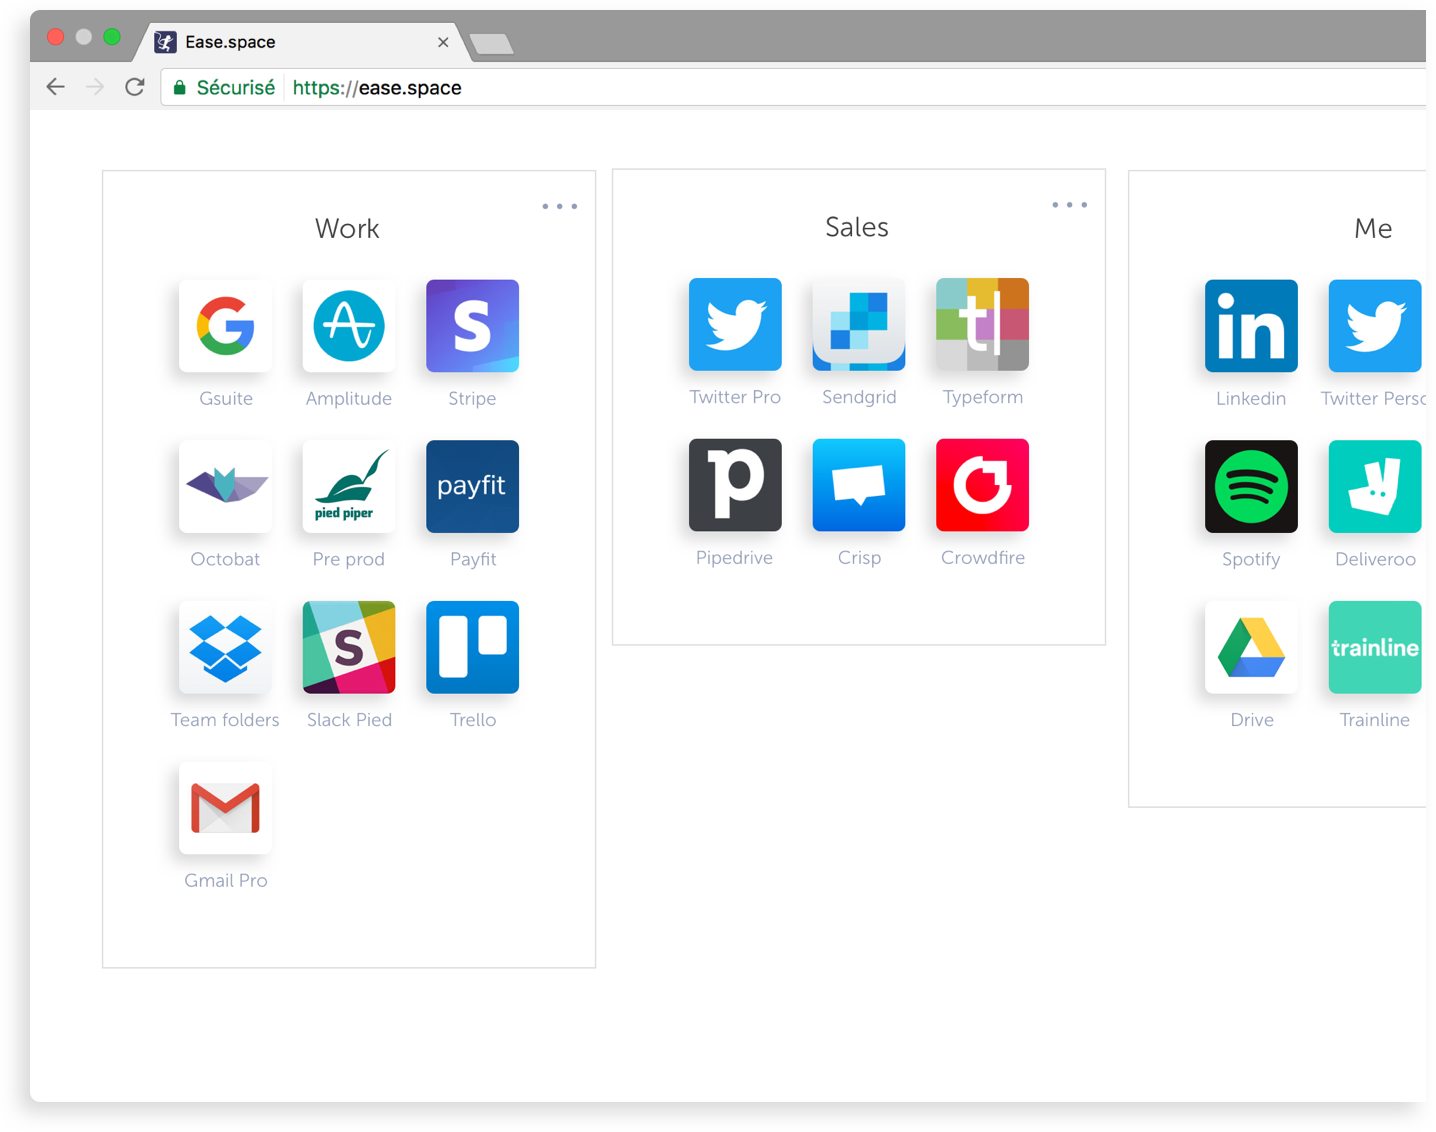 Ease.space
Sécurisé https://ease.space
Work
Gsuite Amplitude Stripe
payfit
pied piper
Octobat Pre prod Payfit
S
Team folders Slack Pied Trello
Gmail Pro
Sales
t
Twitter Pro Sendgrid Typeform
p
Pipedrive Crisp Crowdfire
Me
in
Linkedin Twitter Perso
Spotify Deliveroo
trainline
Drive Trainline